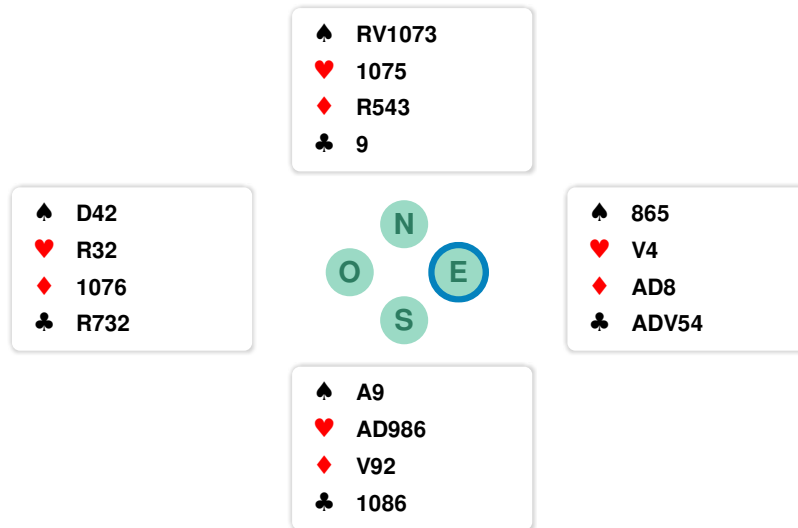 ♠ RV1073
♥ 1075
♦ R543
♣ 9
♠ D42
♥ R32
♦ 1076
♣ R732
N
O E
S
♠ 865
♥ V4
♦ AD8
♣ ADV54
♠ A9
♥ AD986
♦ V92
♣ 1086